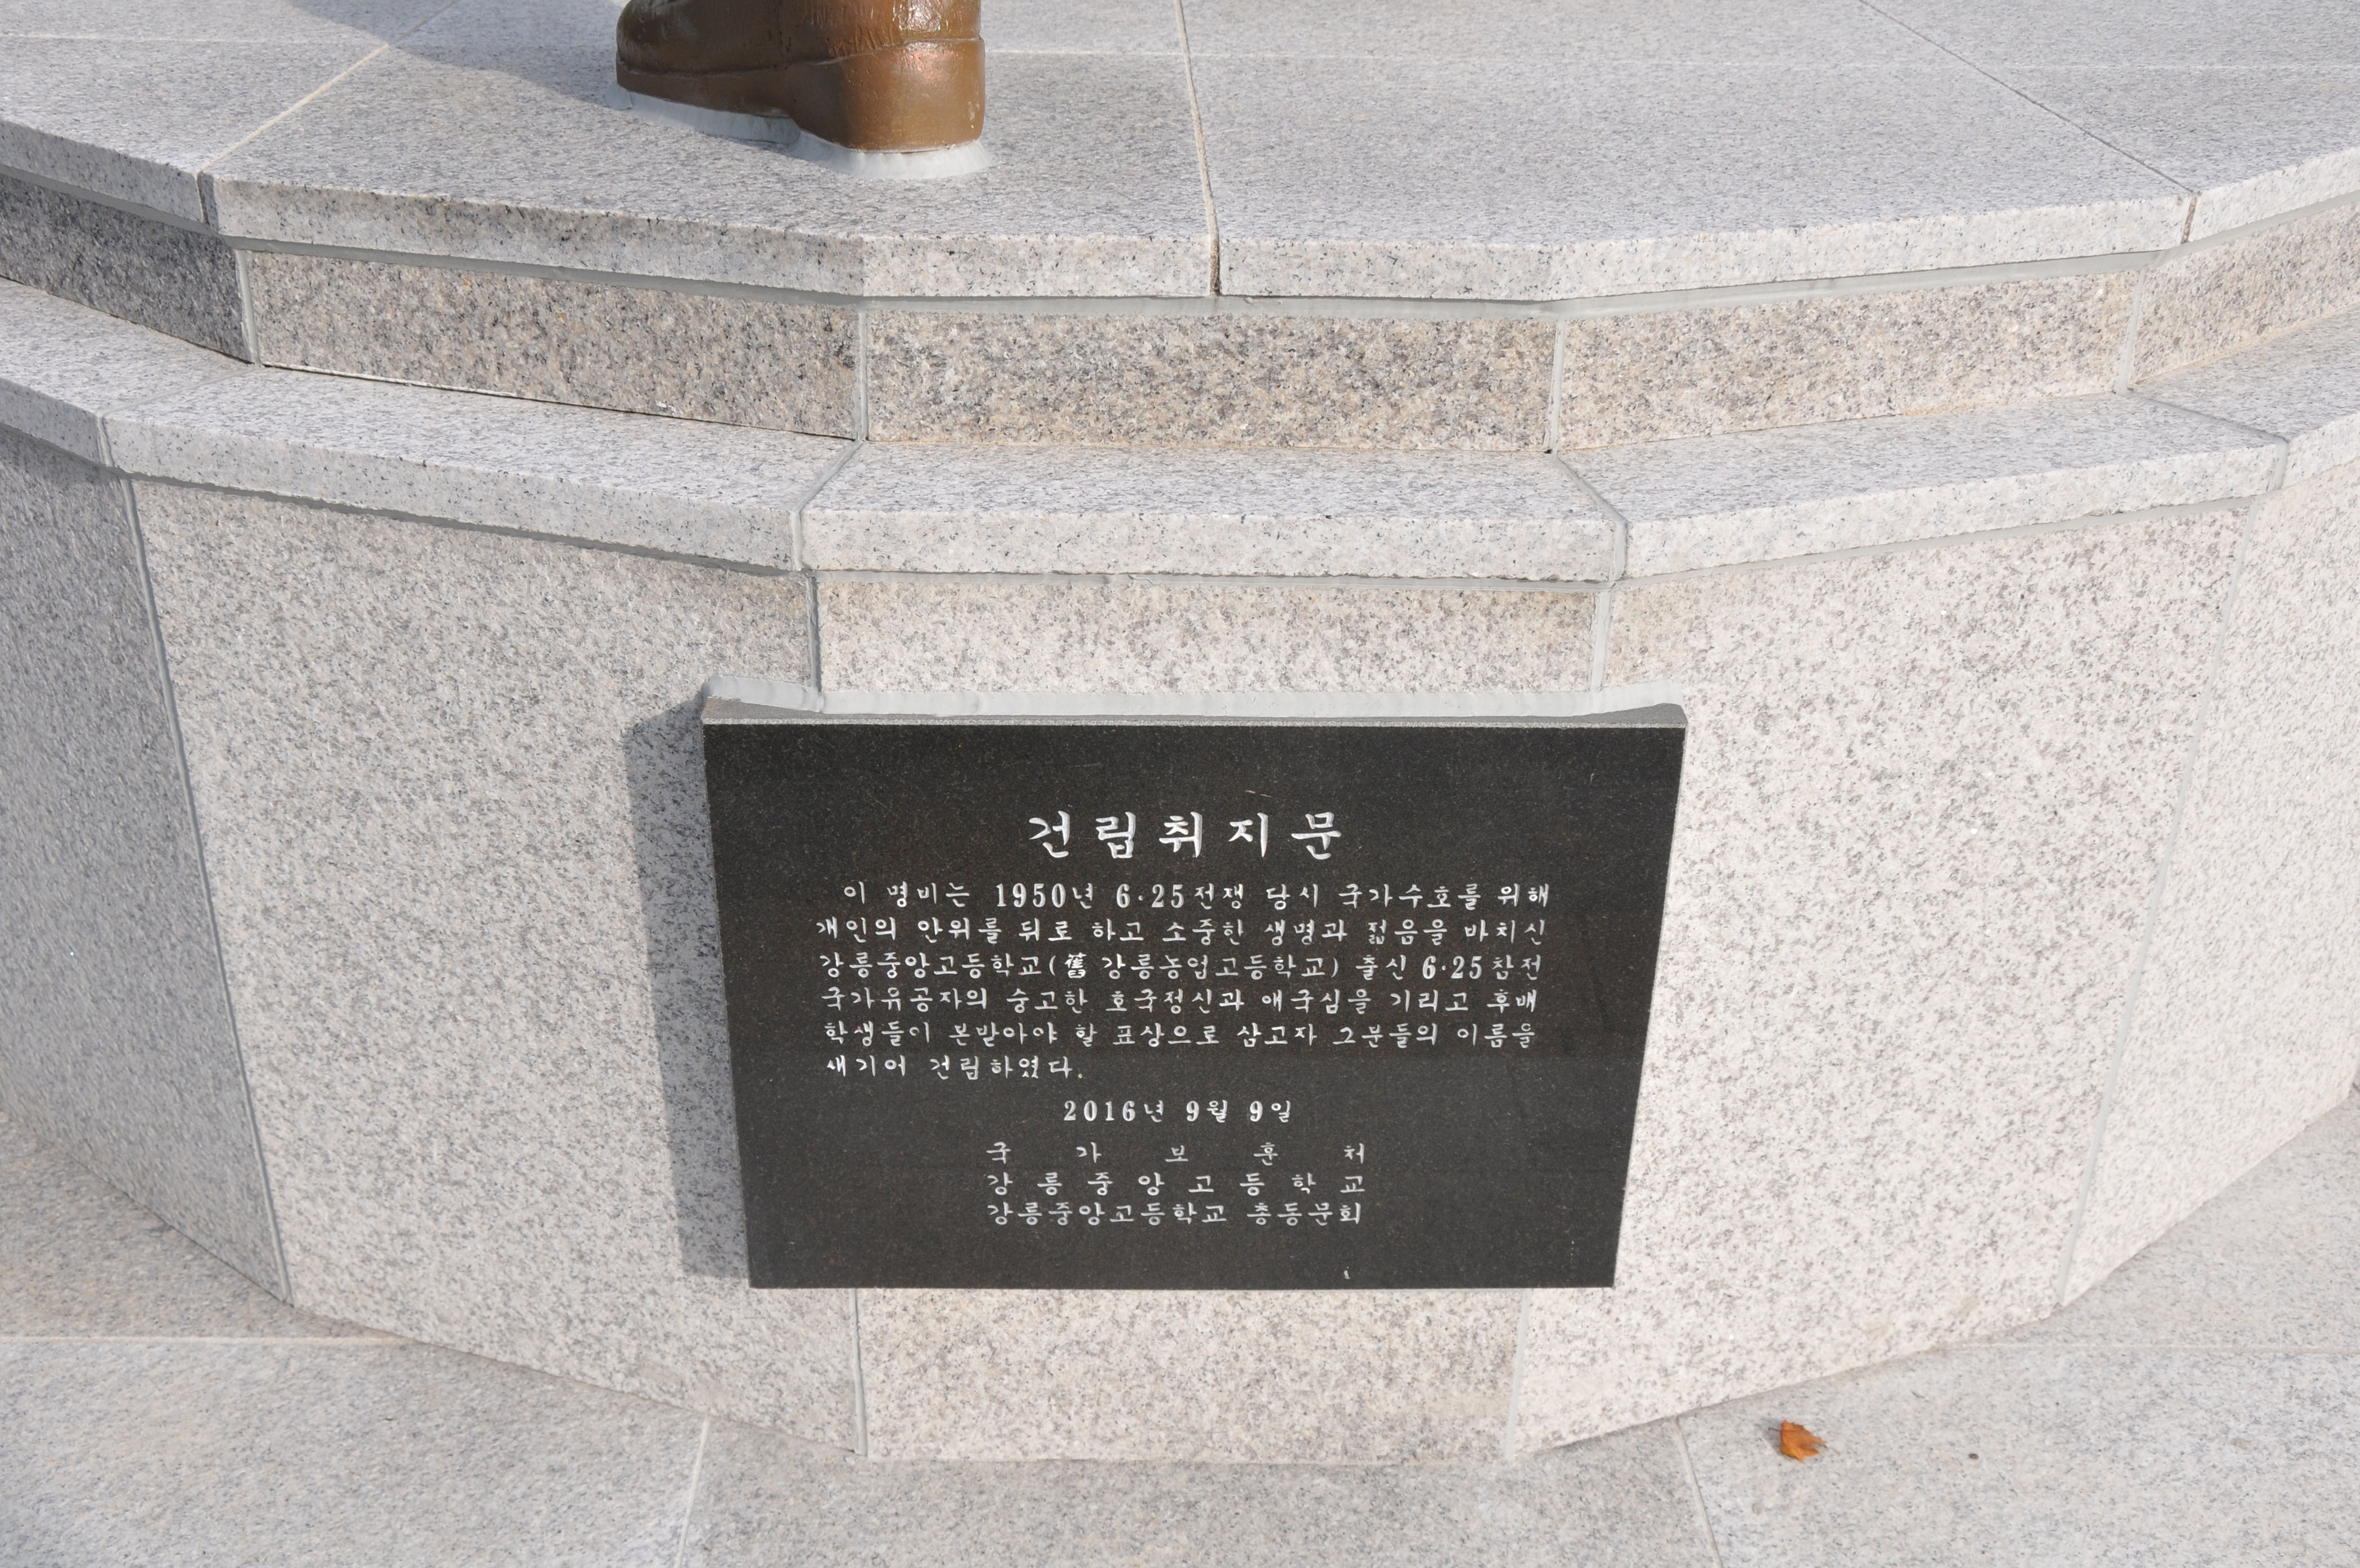 건립취지문
이 명비는 1950년 6·25전쟁 당시 국가수호를 위해
개인의 안위를 뒤로 하고 소중한 생명과 젊음을 바치신
강릉중앙고등학교(舊 강릉농업고등학교) 출신 6·25참전
국가유공자의 숭고한 호국정신과 애국심을 기리고 후배
학생들이 본받아야 할 표상으로 삼고자 그분들의 이름을
새기어 건립하였다.
2016년 9월 9일
국가보훈처
강릉중앙고등학교
강릉중앙고등학교 총동문회